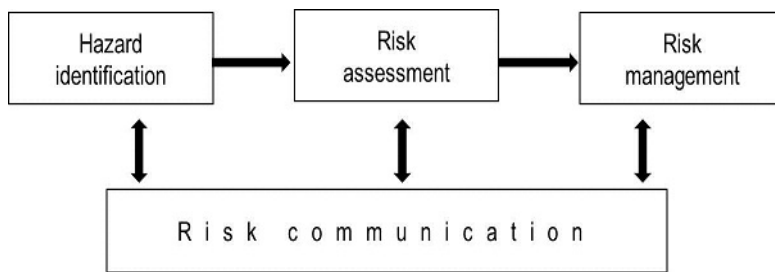 Hazard
identification
Risk
assessment
Risk
management
Risk communication